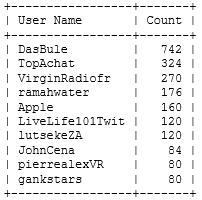 +-----------------+-------+
| User Name       | Count |
+-----------------+-------+
| DasBule         |   742 |
| TopAchat        |   324 |
| VirginRadiofr   |   270 |
| ramahwater      |   176 |
| Apple           |   160 |
| LiveLife101Twit |   120 |
| lutsekeZA       |   120 |
| JohnCena        |    84 |
| pierrealexVR    |    80 |
| gankstars       |    80 |
+-----------------+-------+